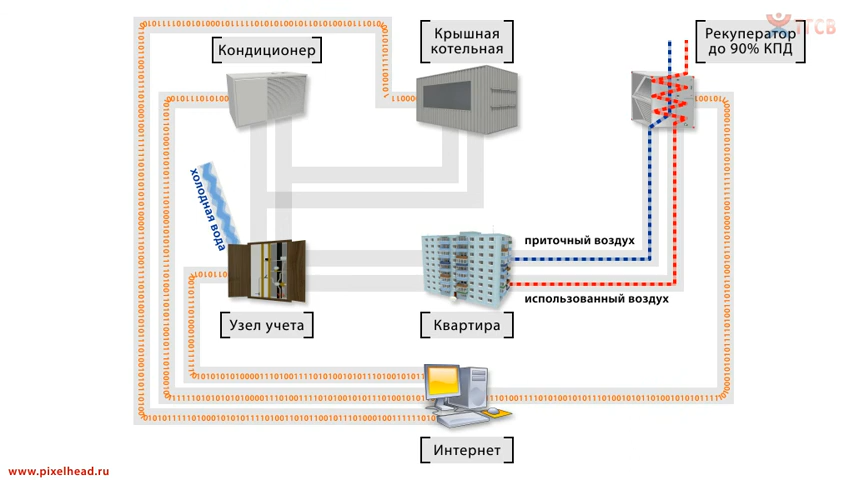 Кондиционер
Крышная
котельная
Рекуператор
до 90% КПД
ITCB
холодная вода
приточный воздух
использованный воздух
Узел учета
Квартира
Интернет
www.pixelhead.ru